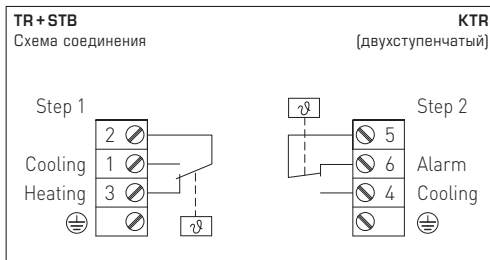 TR+STB KTR
Схема соединения (двухступенчатый)
Step 1 Step 2
2 5
Cooling 1 6 Alarm
Heating 3 4 Cooling
ϑ
ϑ